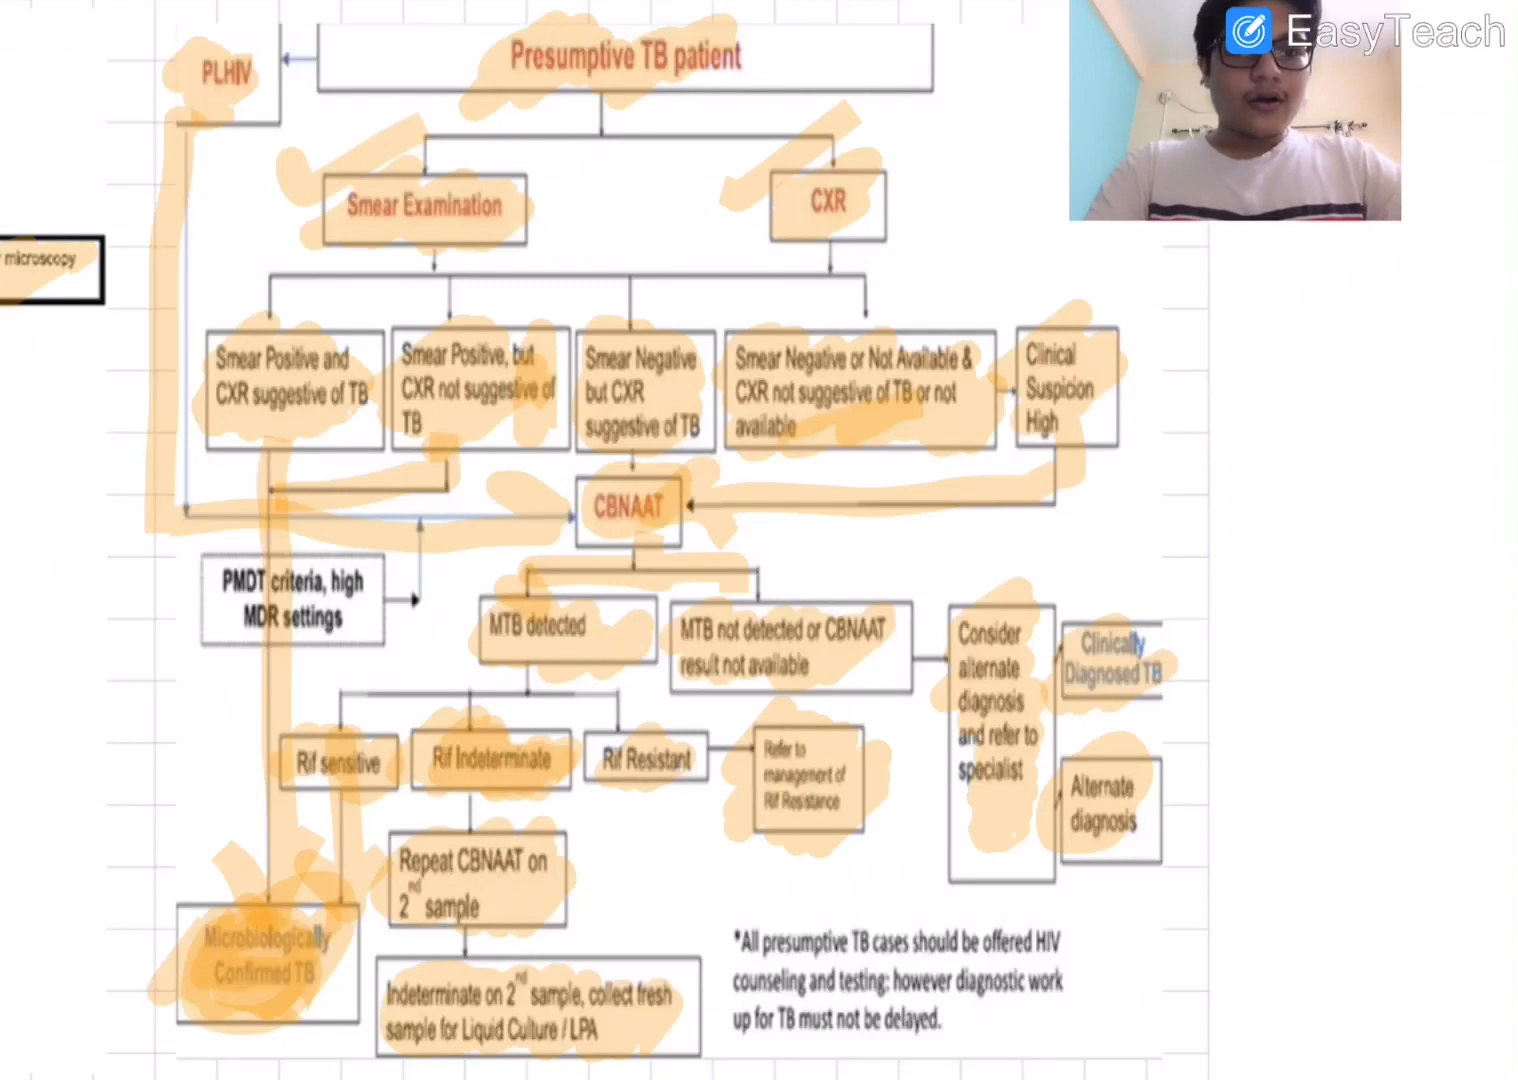 EasyTeach
PLHIV
Presumptive TB patient
Smear Examination
CXR
microscopy
Smear Positive and
CXR suggestive of TB
Smear Positive, but
CXR not suggestive of
TB
Smear Negative
but CXR
suggestive of TB
Smear Negative or Not Available &
CXR not suggestive of TB or not
available
Clinical
Suspicion
High
CBNAAT
PMDT criteria, high
MDR settings
MTB detected
MTB not detected or CBNAAT
result not available
Consider
alternate
diagnosis
and refer to
specialist
Clinically
Diagnosed TB
Rif sensitive
Rif Indeterminate
Rif Resistant
Refer to
management of
Rif Resistance
Alternate
diagnosis
Repeat CBNAAT on
2nd sample
Microbiologically
Confirmed TB
Indeterminate on 2nd sample, collect fresh
sample for Liquid Culture / LPA
*All presumptive TB cases should be offered HIV
counseling and testing; however diagnostic work
up for TB must not be delayed.